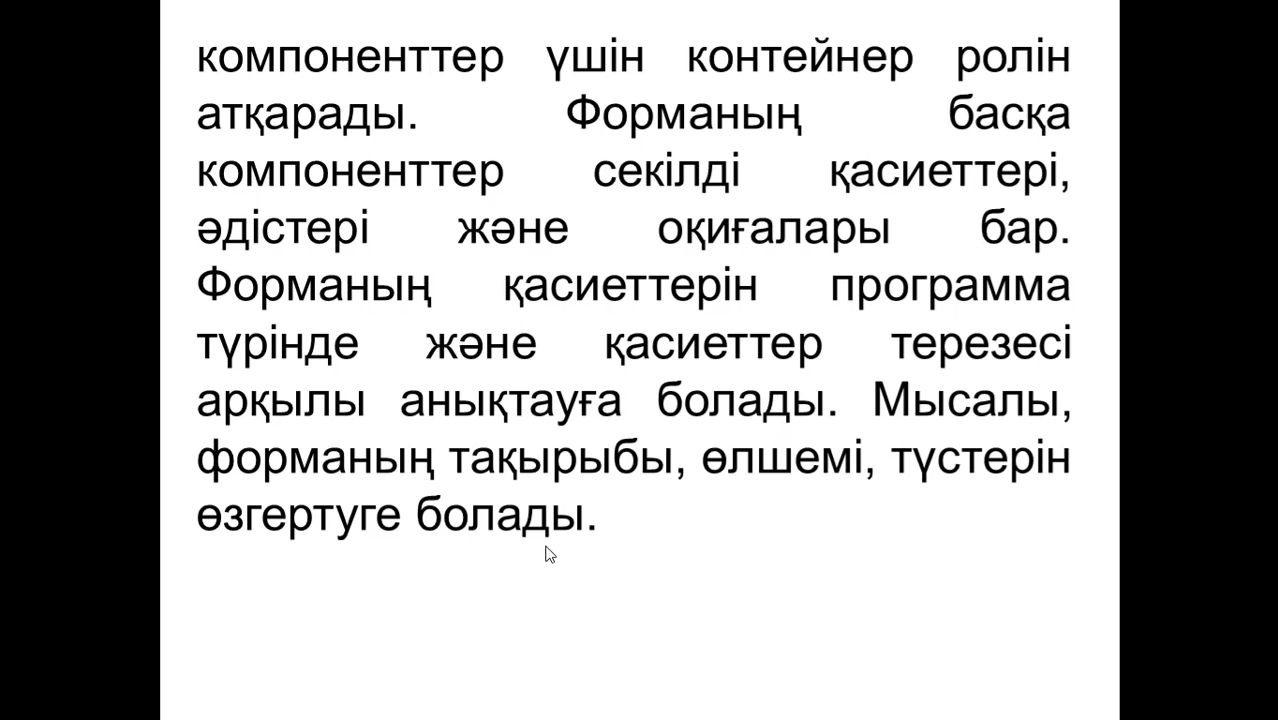 компоненттер үшін контейнер ролін
атқарады. Форманың басқа
компоненттер секілді қасиеттері,
әдістері және оқиғалары бар.
Форманың қасиеттерін программа
түрінде және қасиеттер терезесі
арқылы анықтауға болады. Мысалы,
форманың тақырыбы, өлшемі, түстерін
өзгертуге болады.